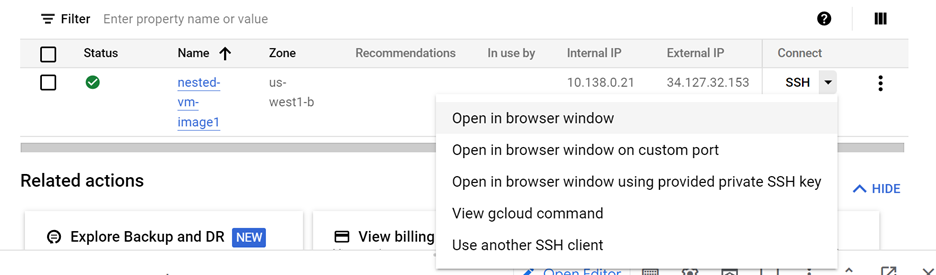 Filter Enter property name or value
Status Name Zone Recommendations In use by Internal IP External IP Connect
nested- us- 10.138.0.21 34.127.32.153 SSH
vm- west1-b
image1
Open in browser window
Open in browser window on custom port
Related actions
Open in browser window using provided private SSH key
HIDE
View gcloud command
Explore Backup and DR NEW
View billing
Use another SSH client
Open Editor